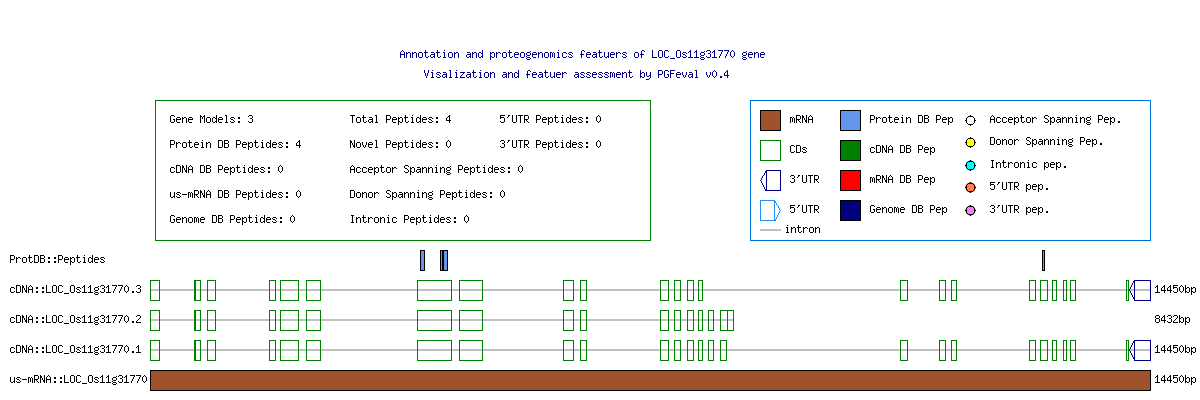 Annotation and proteogenomics featuers of LOC_Os11g31770 gene
Visalization and featuer assessment by PGFeval v0.4
Gene Models: 3 Total Peptides: 4 5'UTR Peptides: 0
Protein DB Peptides: 4 Novel Peptides: 0 3'UTR Peptides: 0
cDNA DB Peptides: 0 Acceptor Spanning Peptides: 0
us-mRNA DB Peptides: 0 Donor Spanning Peptides: 0
Genome DB Peptides: 0 Intronic Peptides: 0
mRNA Protein DB Pep Acceptor Spanning Pep.
CDs cDNA DB Pep Donor Spanning Pep.
3'UTR mRNA DB Pep Intronic pep.
5'UTR Genome DB Pep 5'UTR pep.
intron 3'UTR pep.
ProtDB::Peptides
cDNA::LOC_Os11g31770.3 14450bp
cDNA::LOC_Os11g31770.2 8432bp
cDNA::LOC_Os11g31770.1 14450bp
us-mRNA::LOC_Os11g31770 14450bp